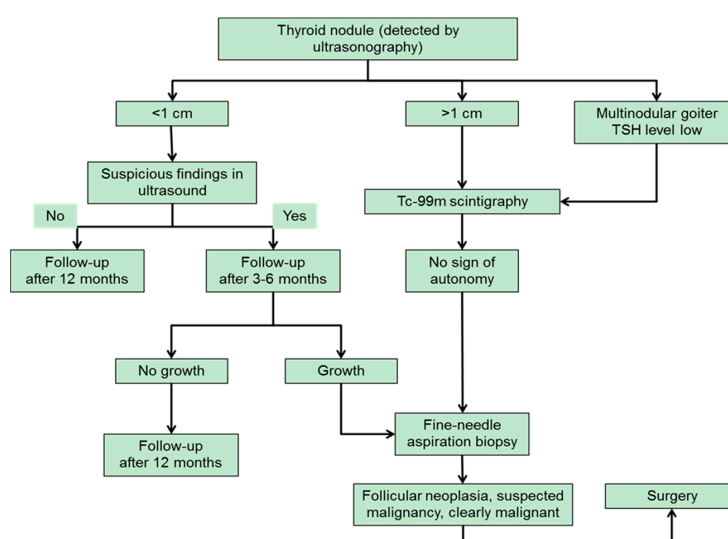 Thyroid nodule (detected by
ultrasonography)
<1 cm
>1 cm
Multinodular goiter
TSH level low
Suspicious findings in
ultrasound
Tc-99m scintigraphy
No
Yes
Follow-up
after 12 months
Follow-up
after 3-6 months
No sign of
autonomy
No growth
Growth
Fine-needle
aspiration biopsy
Follow-up
after 12 months
Follicular neoplasia, suspected
malignancy, clearly malignant
Surgery